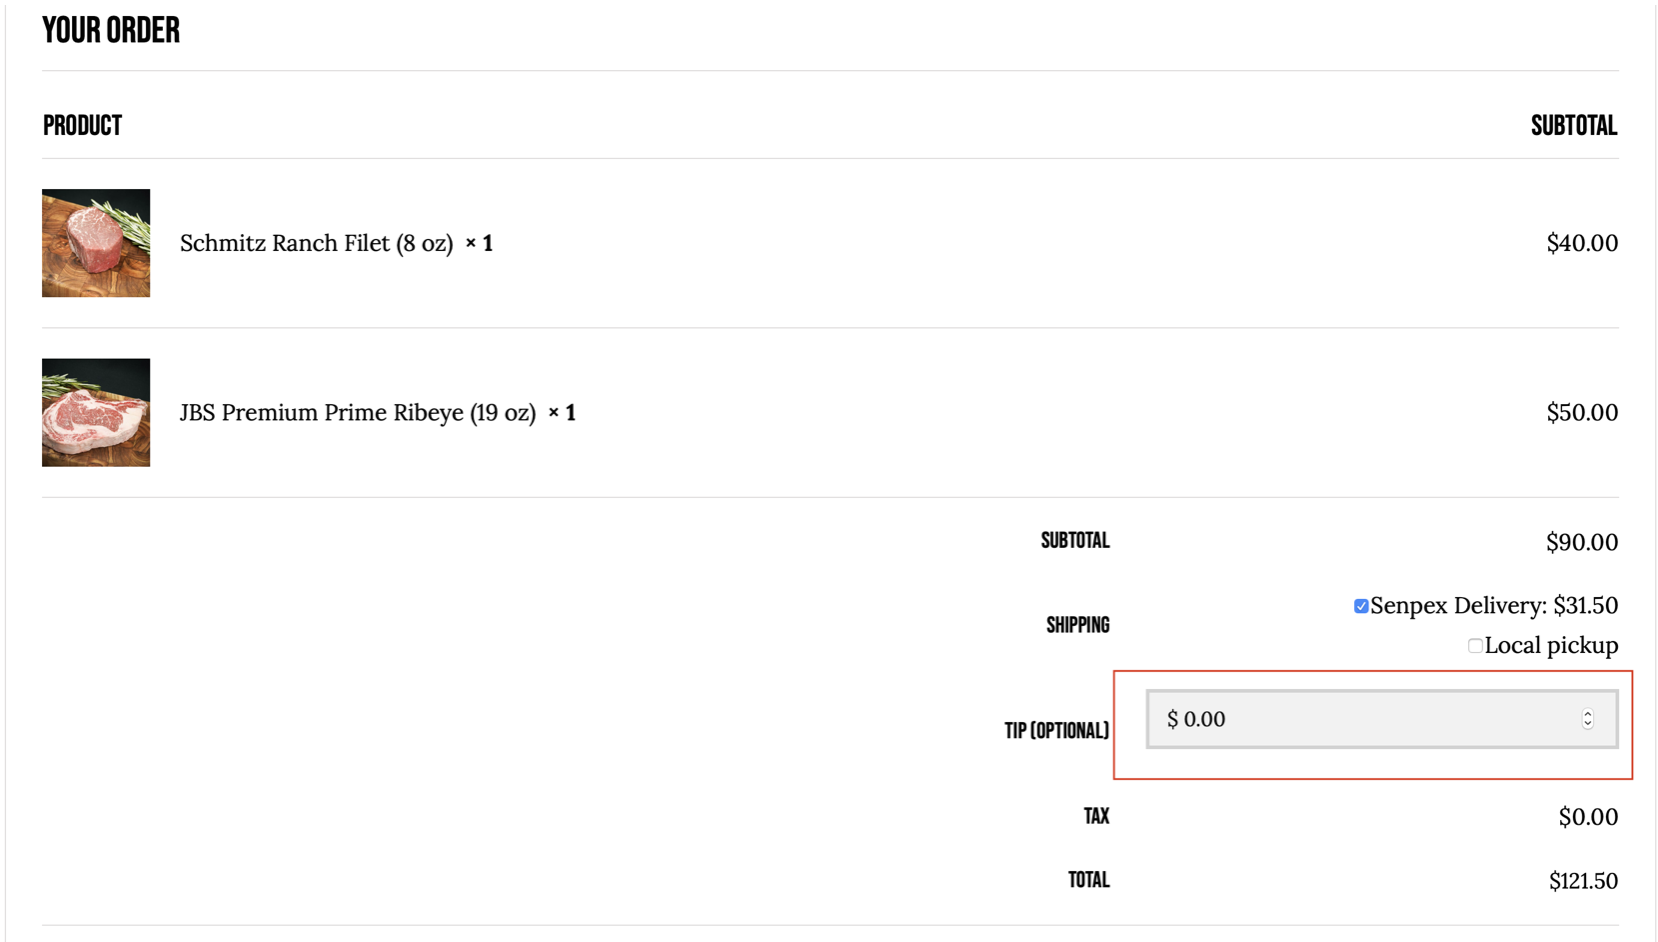 YOUR ORDER
PRODUCT SUBTOTAL
Schmitz Ranch Filet (8 oz) × 1 $40.00
JBS Premium Prime Ribeye (19 oz) × 1 $50.00
SUBTOTAL $90.00
SHIPPING Senpex Delivery: $31.50
Local pickup
TIP (OPTIONAL) $ 0.00
TAX $0.00
TOTAL $121.50